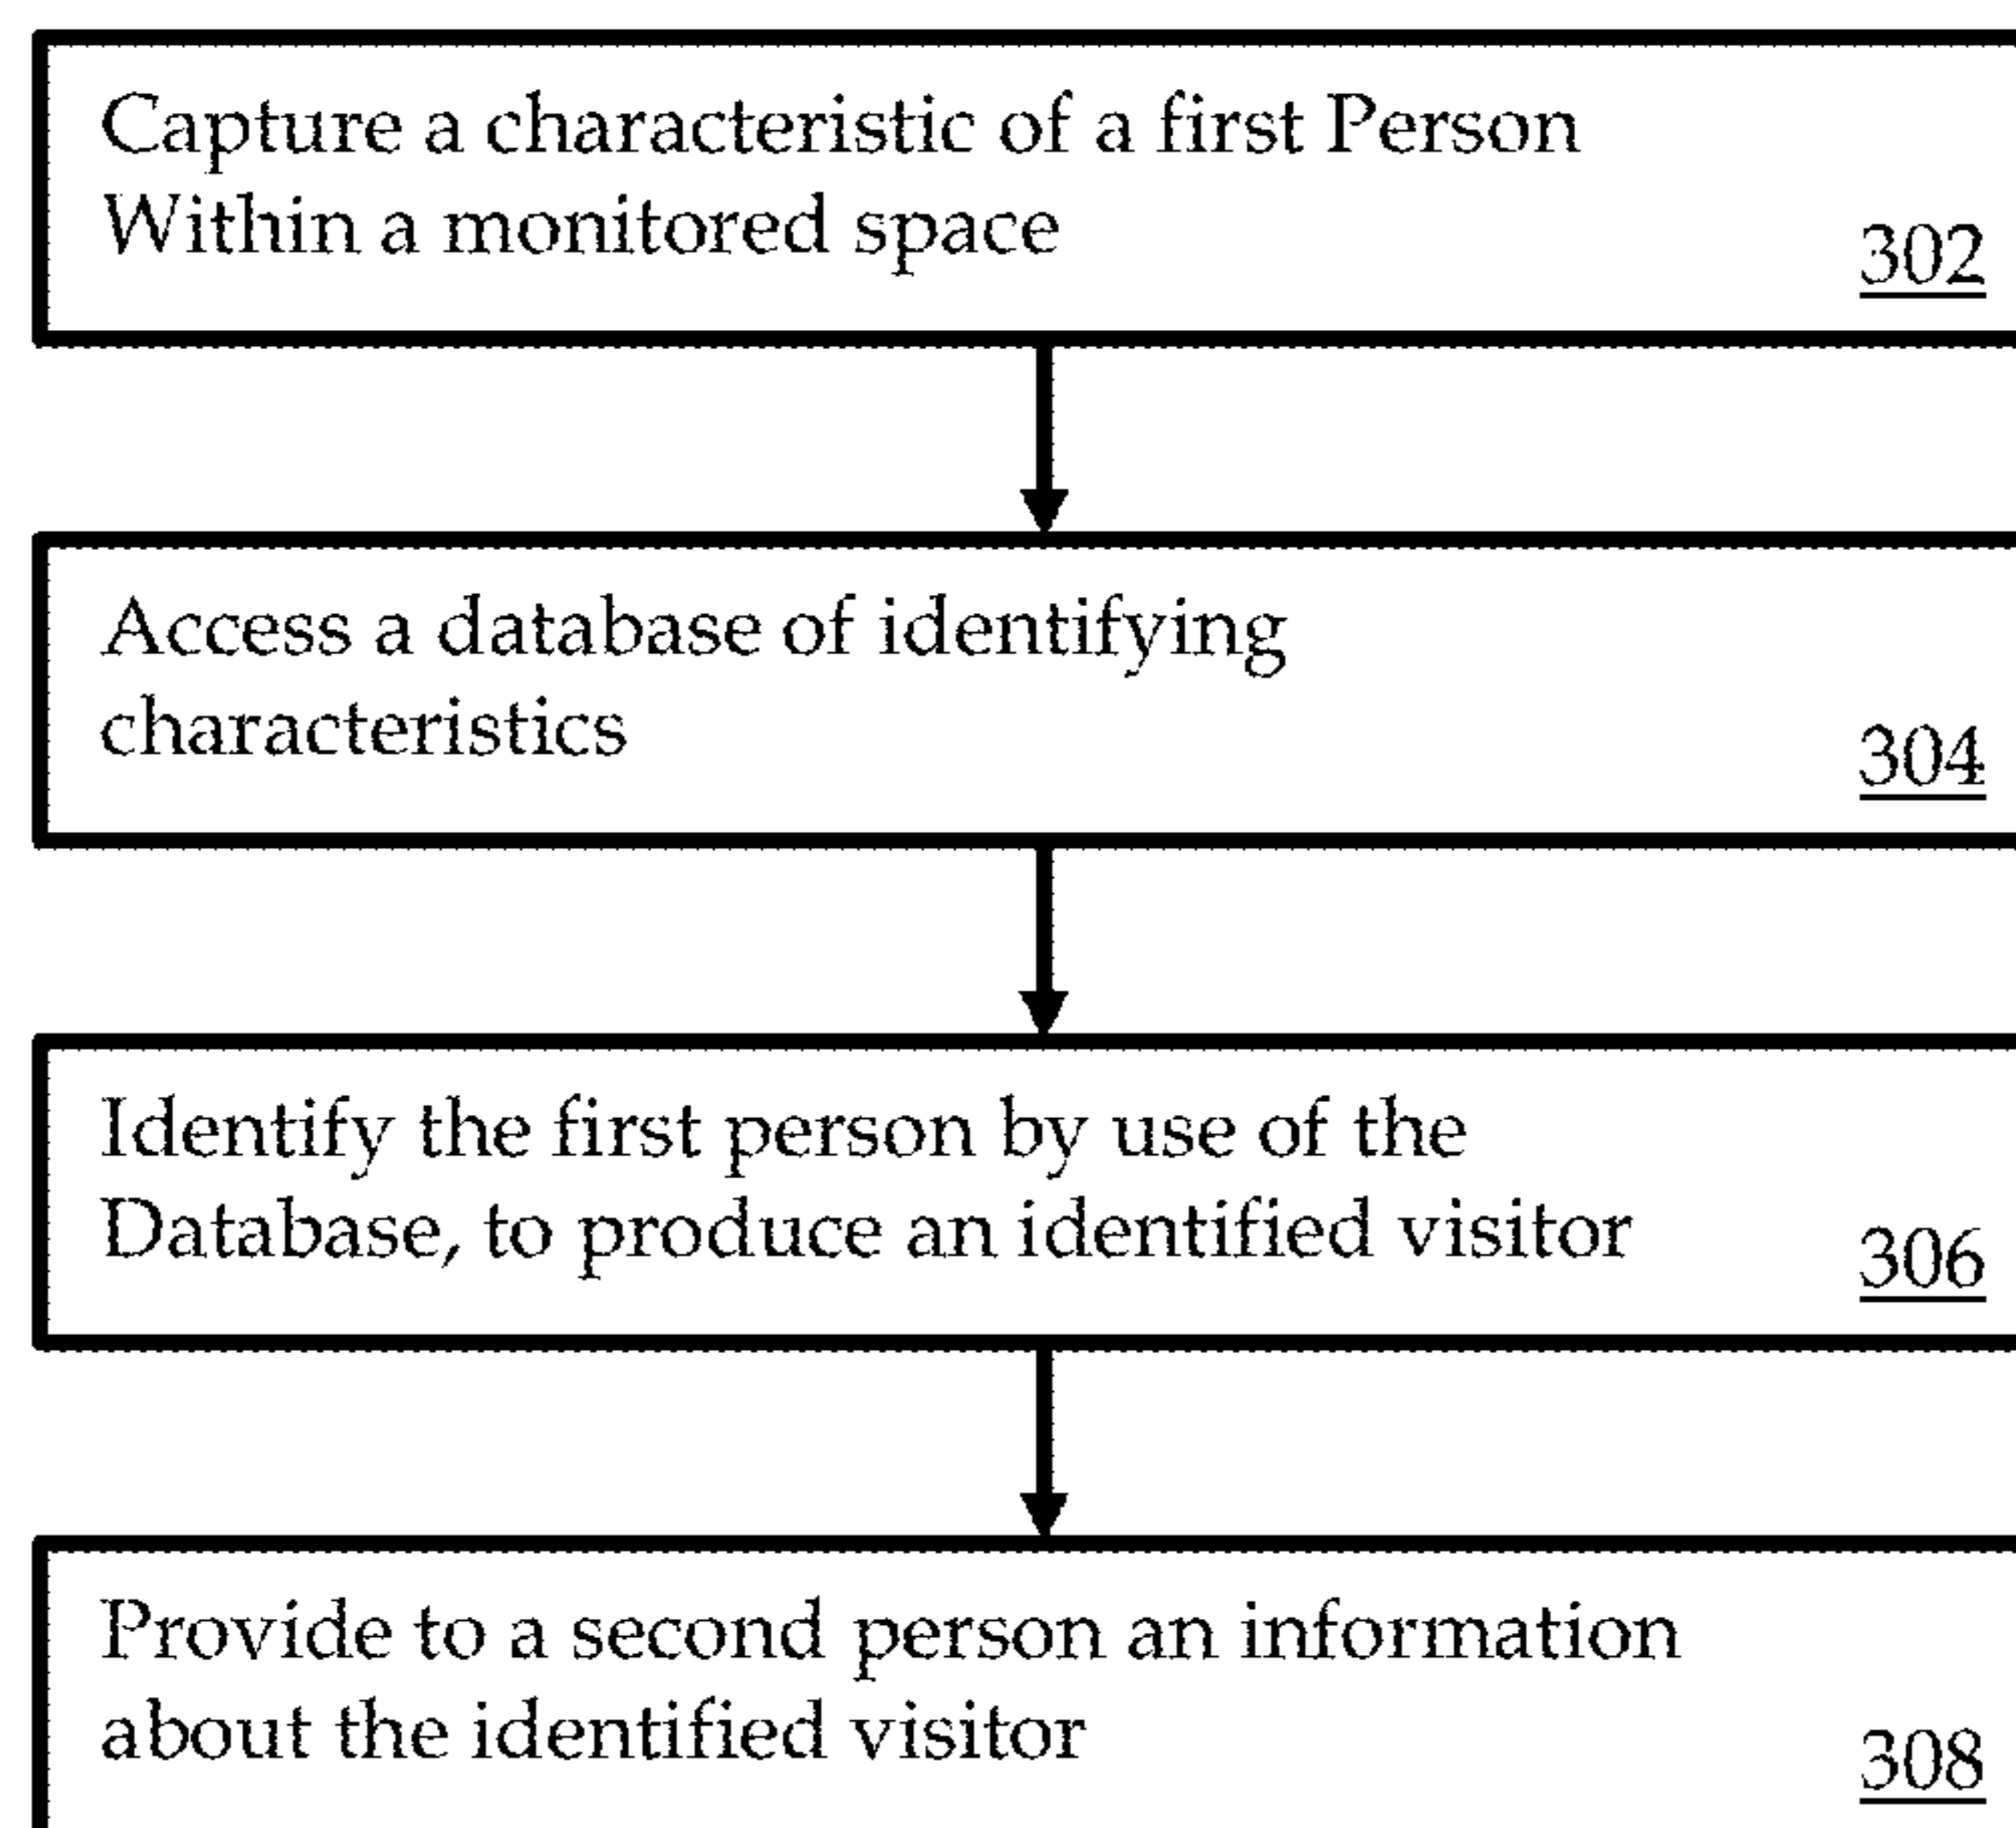 Capture a characteristic of a first Person
Within a monitored space
302
Access a database of identifying
characteristics
304
Identify the first person by use of the
Database, to produce an identified visitor
306
Provide to a second person an information
about the identified visitor
308